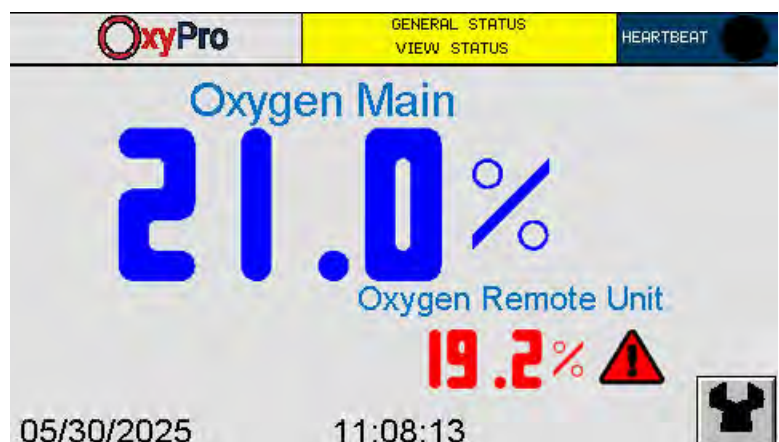 OxyPro
GENERAL STATUS
VIEW STATUS
HEARTBEAT
Oxygen Main
21.0%
Oxygen Remote Unit
19.2%
05/30/2025
11:08:13